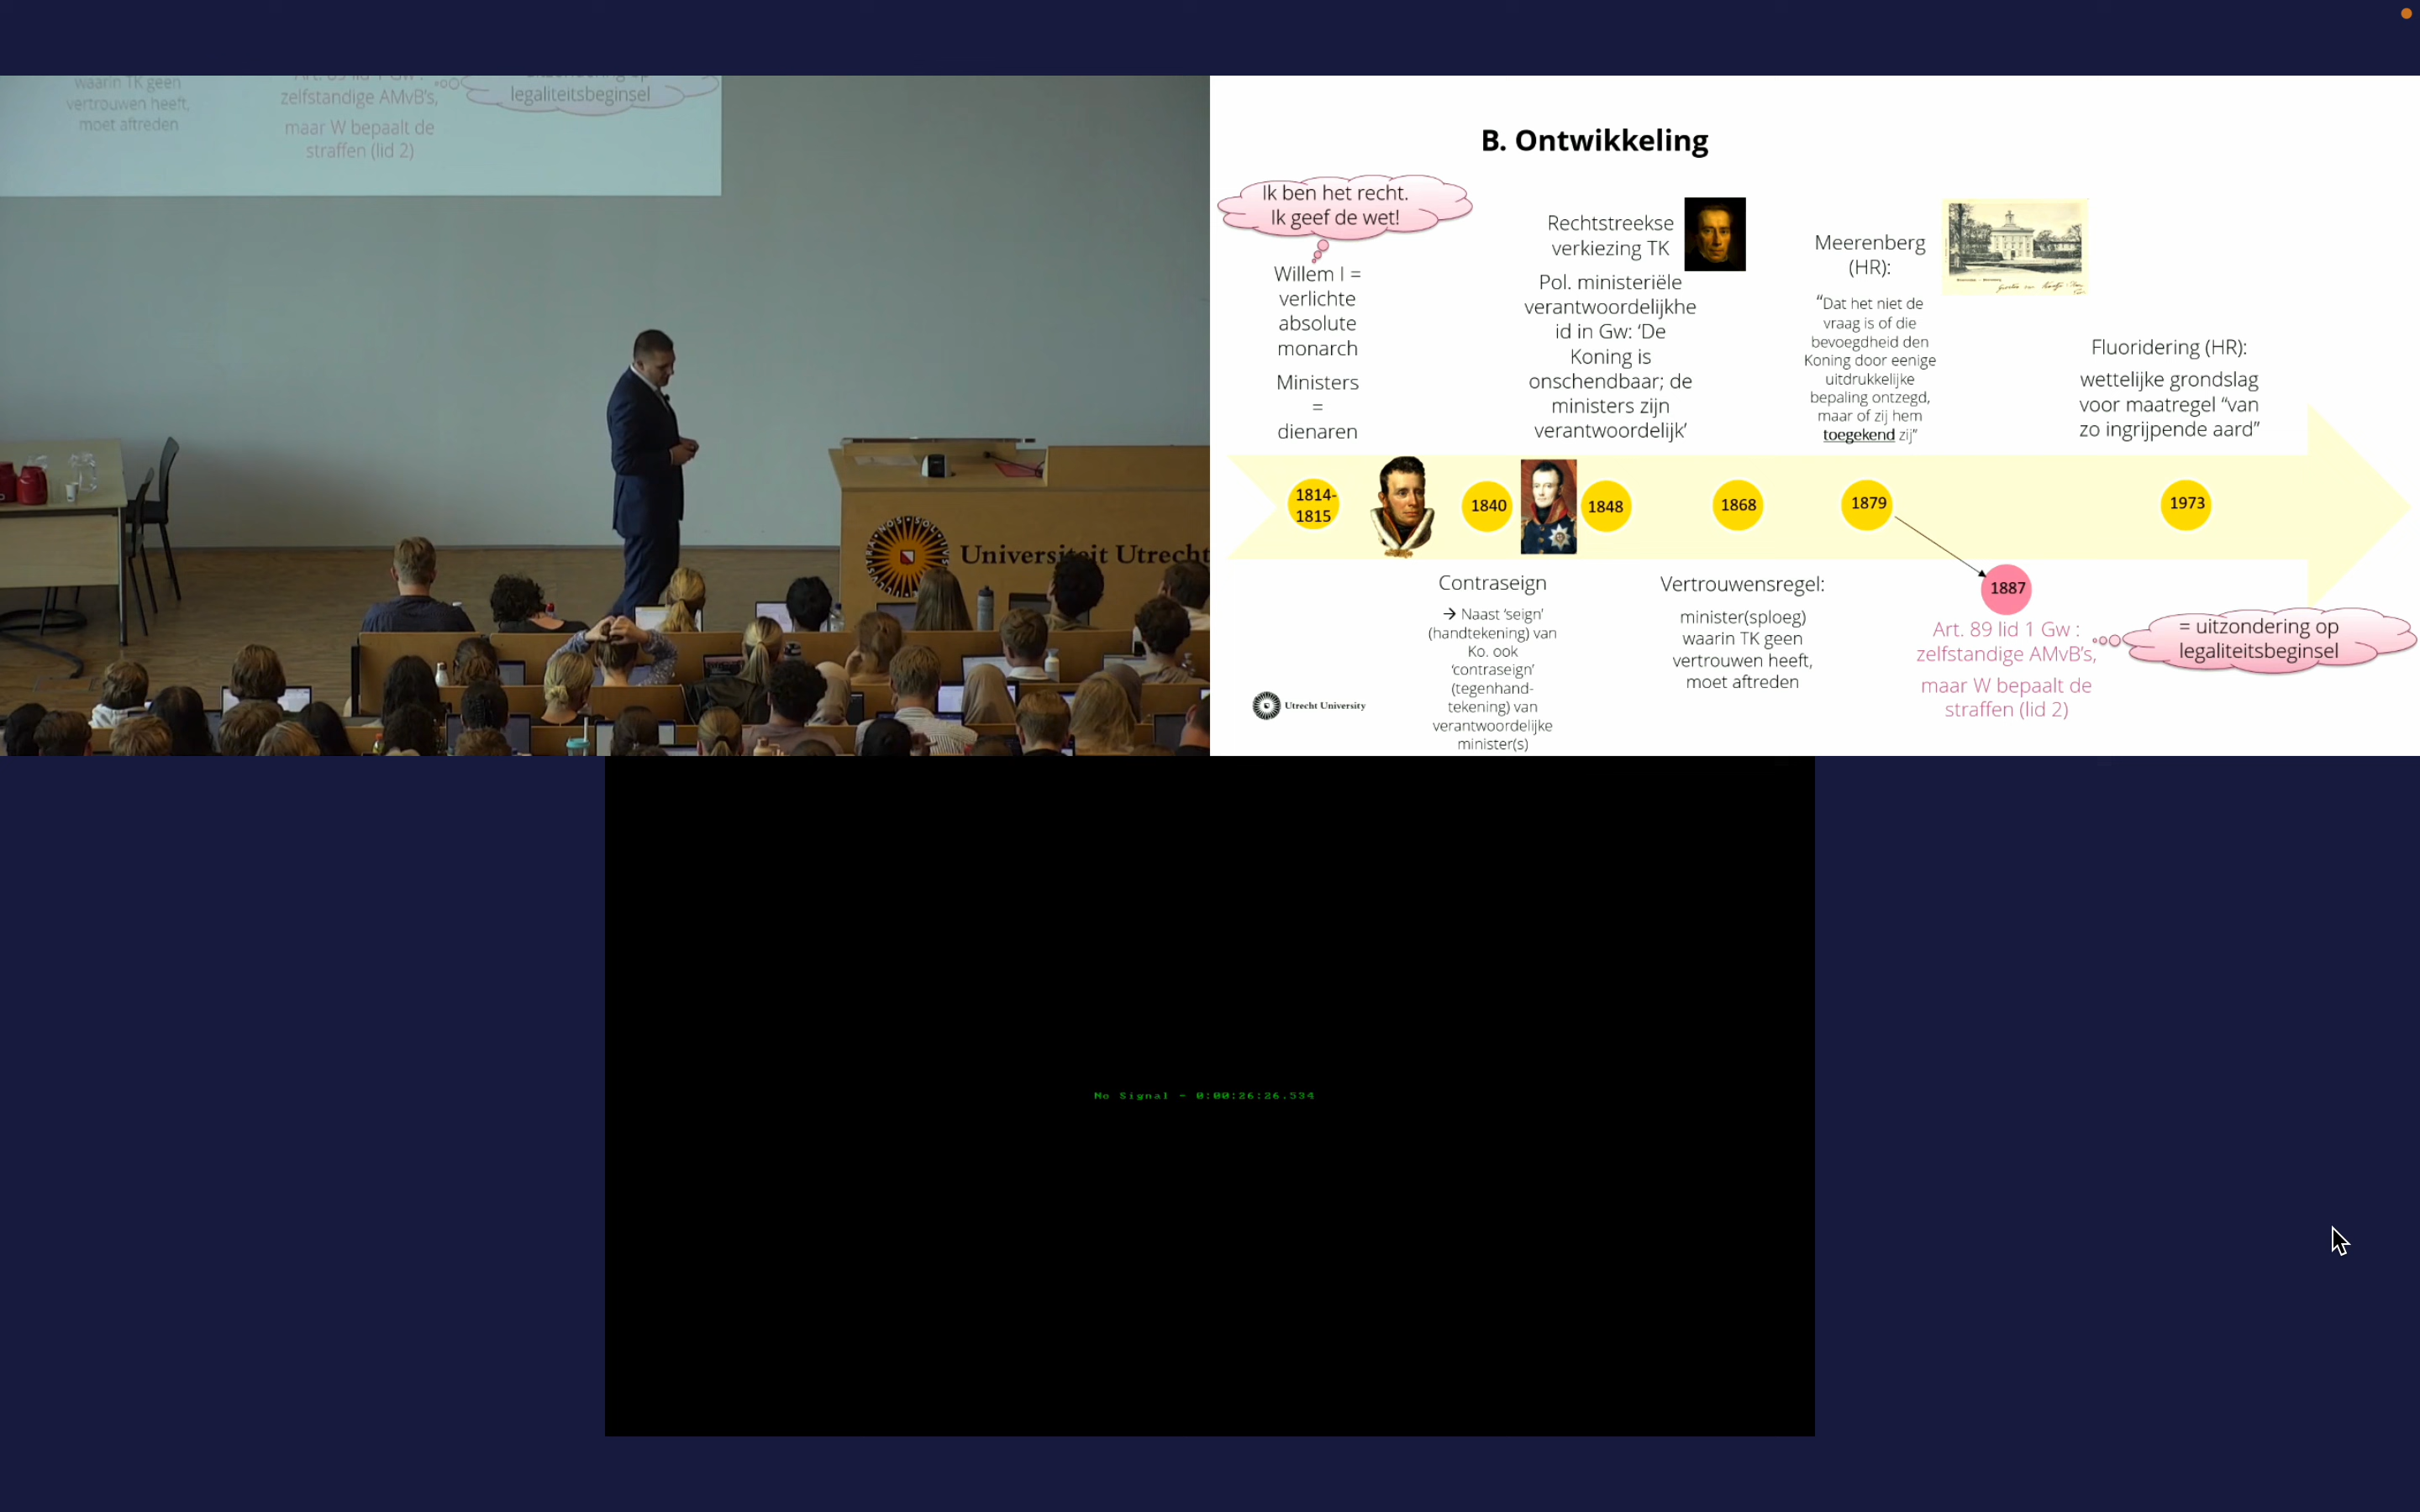 waarin TK geen
vertrouwen heeft,
moet aftreden
zelfstandige AMvB's,
maar W bepaalt de
straffen (lid 2)
legaliteitsbeginsel
Universiteit Utrecht
B. Ontwikkeling
Ik ben het recht.
Ik geef de wet!
Willem I =
verlichte
absolute
monarch
Ministers
=
dienaren
Rechtstreekse
verkiezing TK
Pol. ministeriële
verantwoordelijkhe
id in Gw: ‘De
Koning is
onschendbaar; de
ministers zijn
verantwoordelijk’
Meerenberg
(HR):
“Dat het niet de
vraag is of die
bevoegdheid den
Koning door eenige
uitdrukkelijke
bepaling ontzegd,
maar of zij hem
toegekend zij”
Fluoridering (HR):
wettelijke grondslag
voor maatregel “van
zo ingrijpende aard”
1814-
1815
1840
1848
1868
1879
1973
1887
Contraseign
→ Naast ‘seign’
(handtekening) van
Ko. ook
‘contraseign’
(tegenhand-
tekening) van
verantwoordelijke
minister(s)
Vertrouwensregel:
minister(sploeg)
waarin TK geen
vertrouwen heeft,
moet aftreden
Art. 89 lid 1 Gw :
zelfstandige AMvB’s,
maar W bepaalt de
straffen (lid 2)
= uitzondering op
legaliteitsbeginsel
Utrecht University
No Signal - 0:00:26:26.534